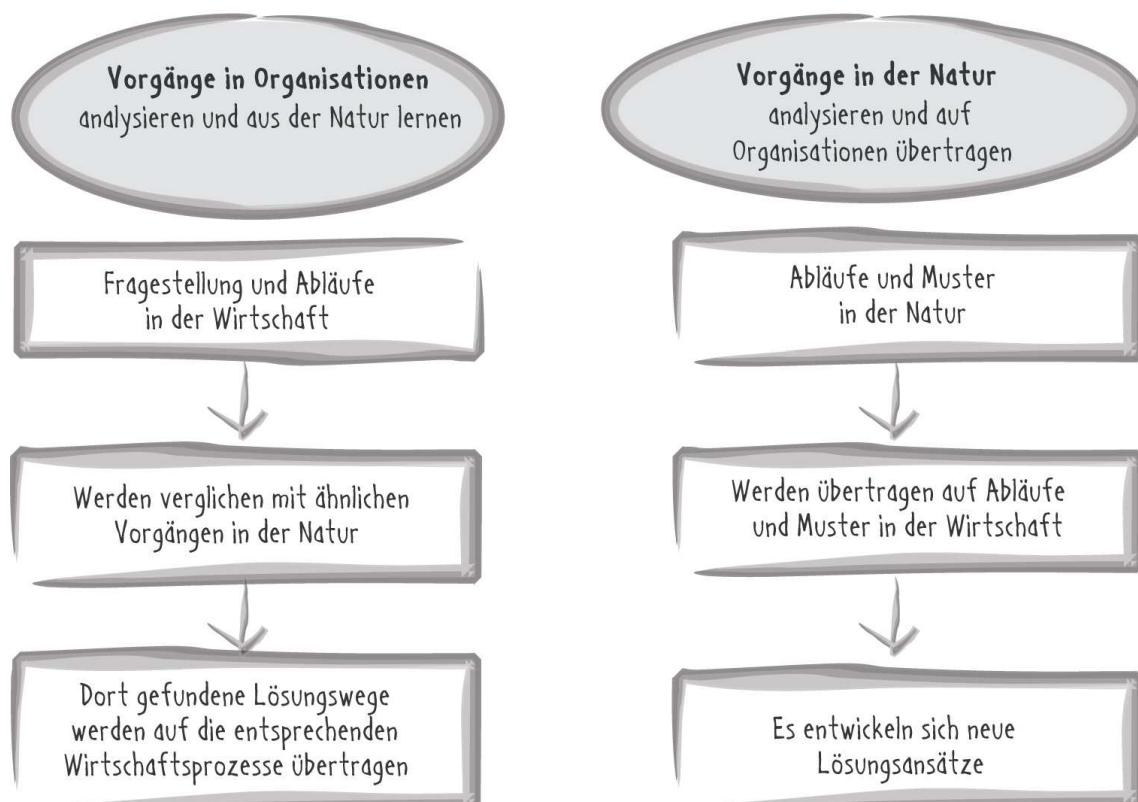 Vorgänge in Organisationen
analysieren und aus der Natur lernen
Fragestellung und Abläufe
in der Wirtschaft
Werden verglichen mit ähnlichen
Vorgängen in der Natur
Dort gefundene Lösungswege
werden auf die entsprechenden
Wirtschaftsprozesse übertragen
Vorgänge in der Natur
analysieren und auf
Organisationen übertragen
Abläufe und Muster
in der Natur
Werden übertragen auf Abläufe
und Muster in der Wirtschaft
Es entwickeln sich neue
Lösungsansätze